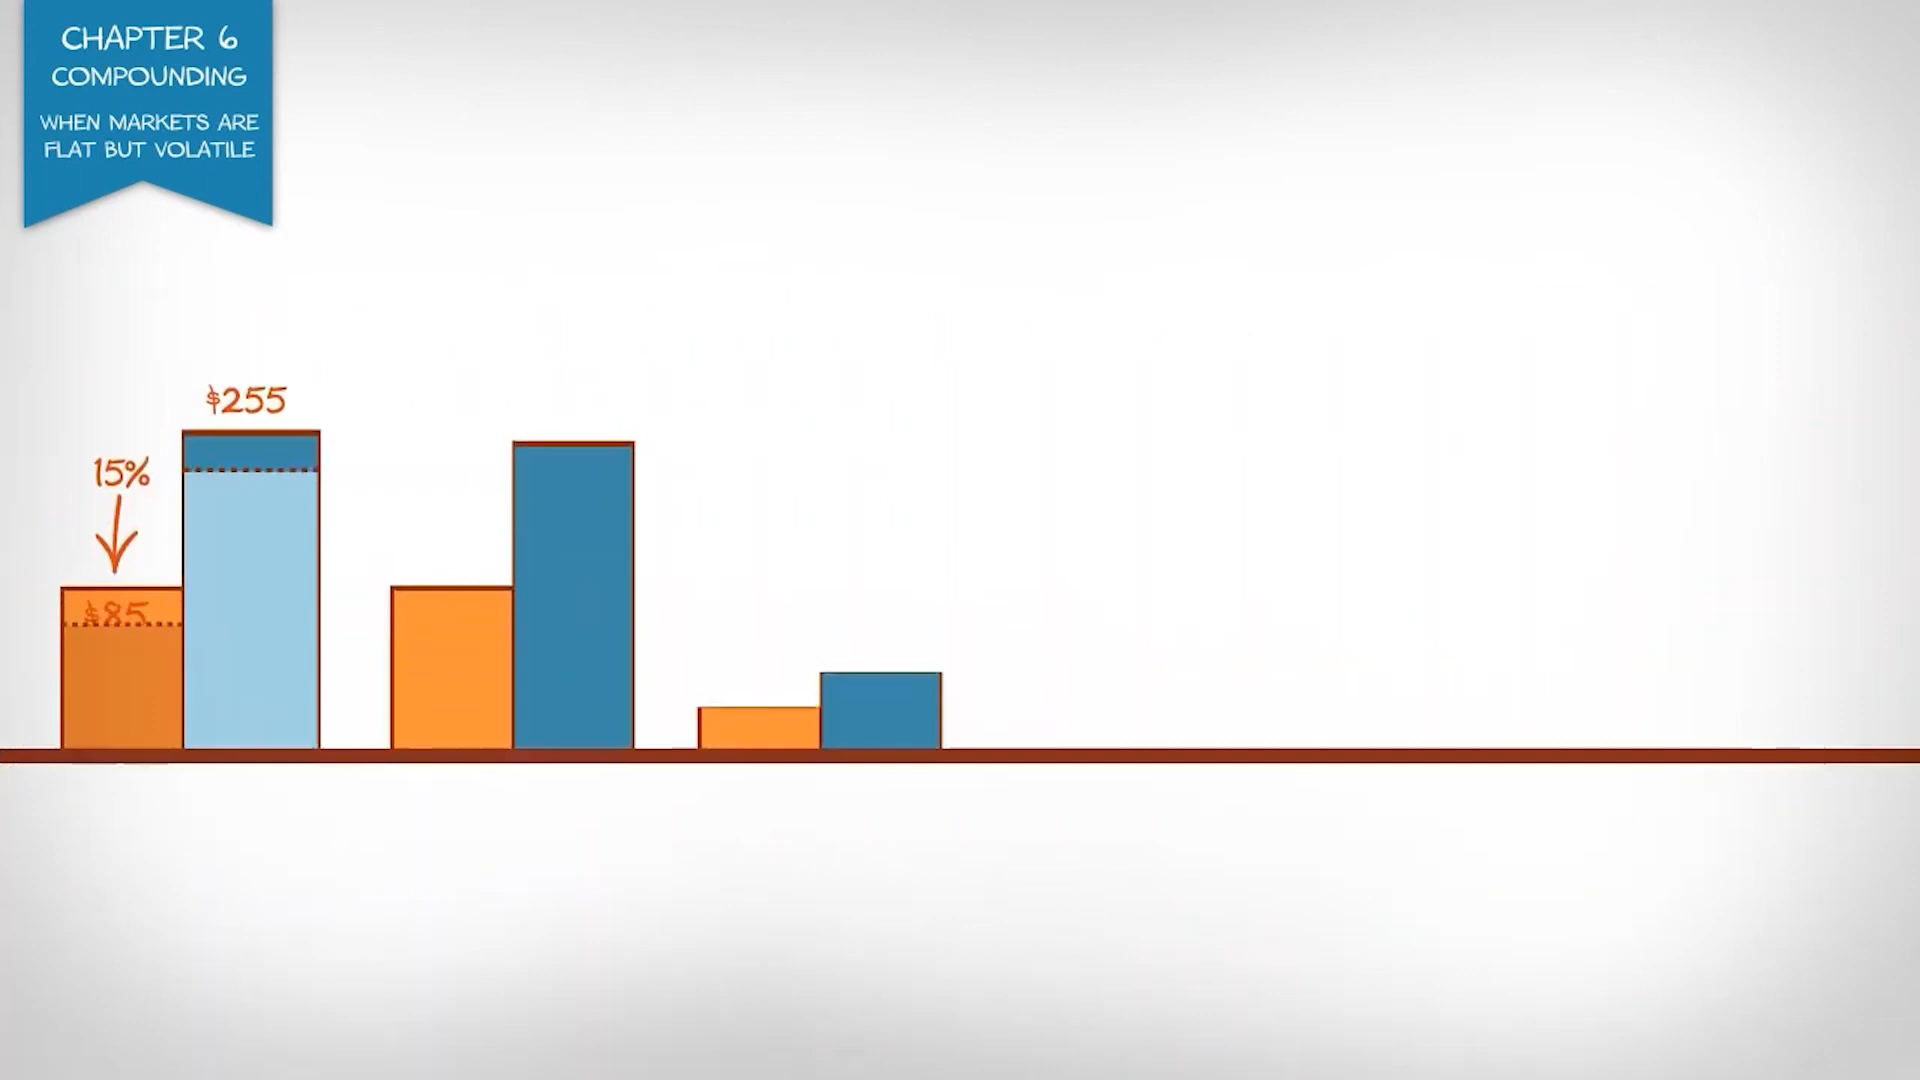 CHAPTER 6
COMPOUNDING
WHEN MARKETS ARE
FLAT BUT VOLATILE
$255
15%
$85